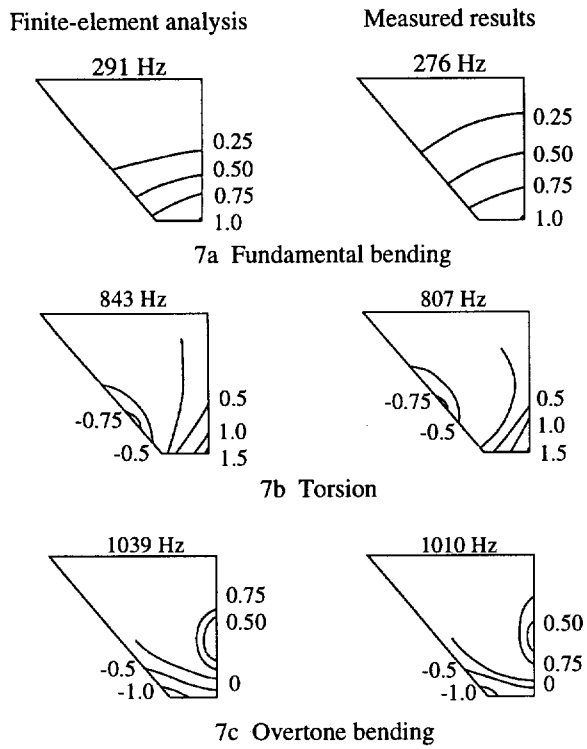 Finite-element analysis
Measured results
291 Hz
276 Hz
0.25
0.50
0.75
1.0
0.25
0.50
0.75
1.0
7a Fundamental bending
843 Hz
807 Hz
-0.75
-0.5
0.5
1.0
1.5
-0.75
-0.5
0.5
1.0
1.5
7b Torsion
1039 Hz
1010 Hz
0.75
0.50
-0.5
-1.0
0
0.50
0.75
-0.5
-1.0
0
7c Overtone bending